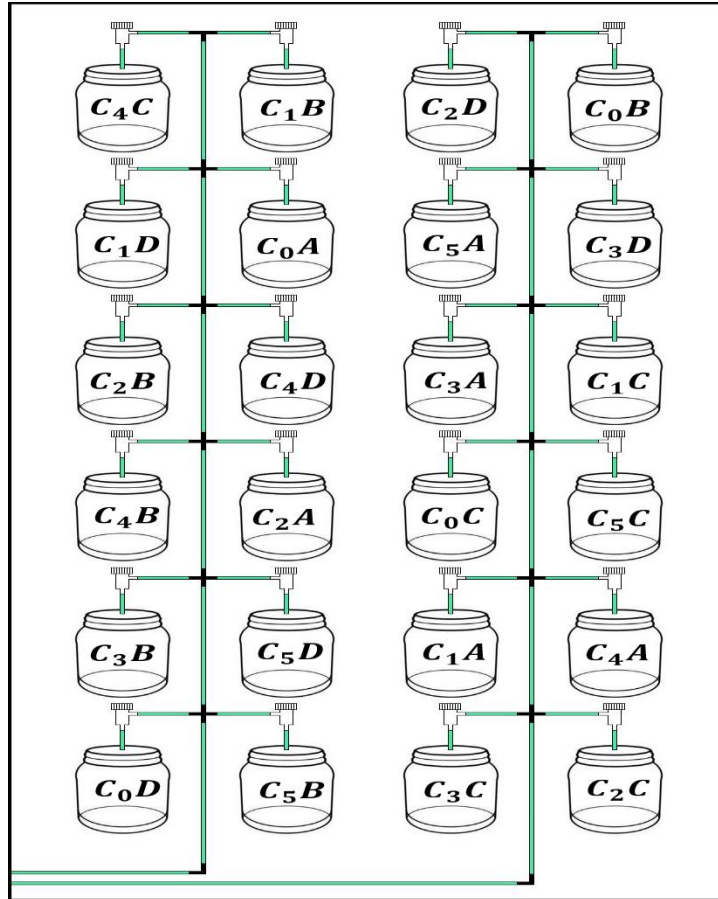 C₄C C₁B C₂D C₀B
C₁D C₀A C₅A C₃D
C₂B C₄D C₃A C₁C
C₄B C₂A C₀C C₅C
C₃B C₅D C₁A C₄A
C₀D C₅B C₃C C₂C